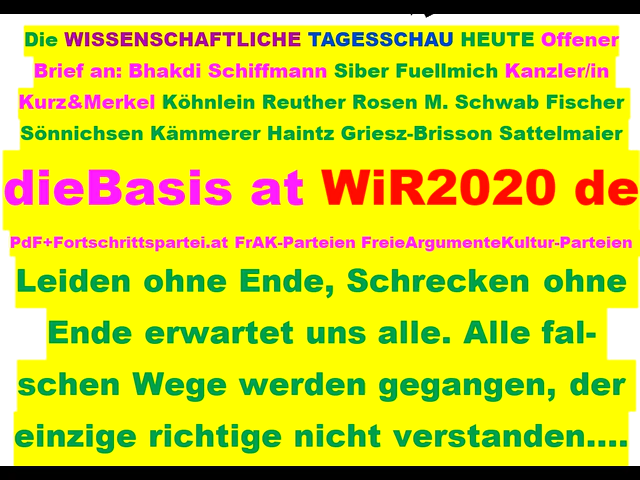 Die WISSENSCHAFTLICHE TAGESSCHAU HEUTE Offener
Brief an: Bhakdi Schiffmann Siber Fuellmich Kanzler/in
Kurz&Merkel Köhnlein Reuther Rosen M. Schwab Fischer
Sönnichsen Kämmerer Haintz Griesz-Brisson Sattelmaier
dieBasis at WiR2020 de
PdF+Fortschrittspartei.at FrAK-Parteien FreieArgumenteKultur-Parteien
Leiden ohne Ende, Schrecken ohne
Ende erwartet uns alle. Alle fal-
schen Wege werden gegangen, der
einzige richtige nicht verstanden....